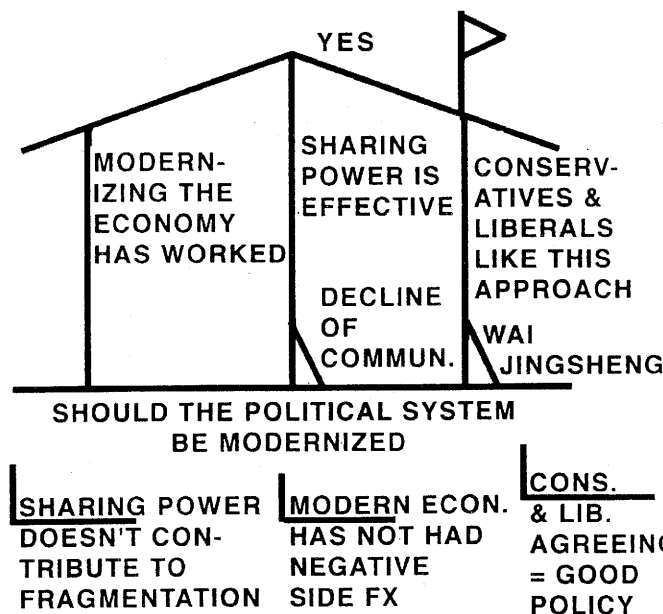 YES
MODERN-
IZING THE
ECONOMY
HAS WORKED
SHARING
POWER IS
EFFECTIVE
CONSERV-
ATIVES &
LIBERALS
LIKE THIS
APPROACH
DECLINE
OF
COMMUN.
WAI
JINGSHENG
SHOULD THE POLITICAL SYSTEM
BE MODERNIZED
SHARING POWER
DOESN'T CON-
TRIBUTE TO
FRAGMENTATION
MODERN ECON.
HAS NOT HAD
NEGATIVE
SIDE FX
CONS.
& LIB.
AGREEING
= GOOD
POLICY